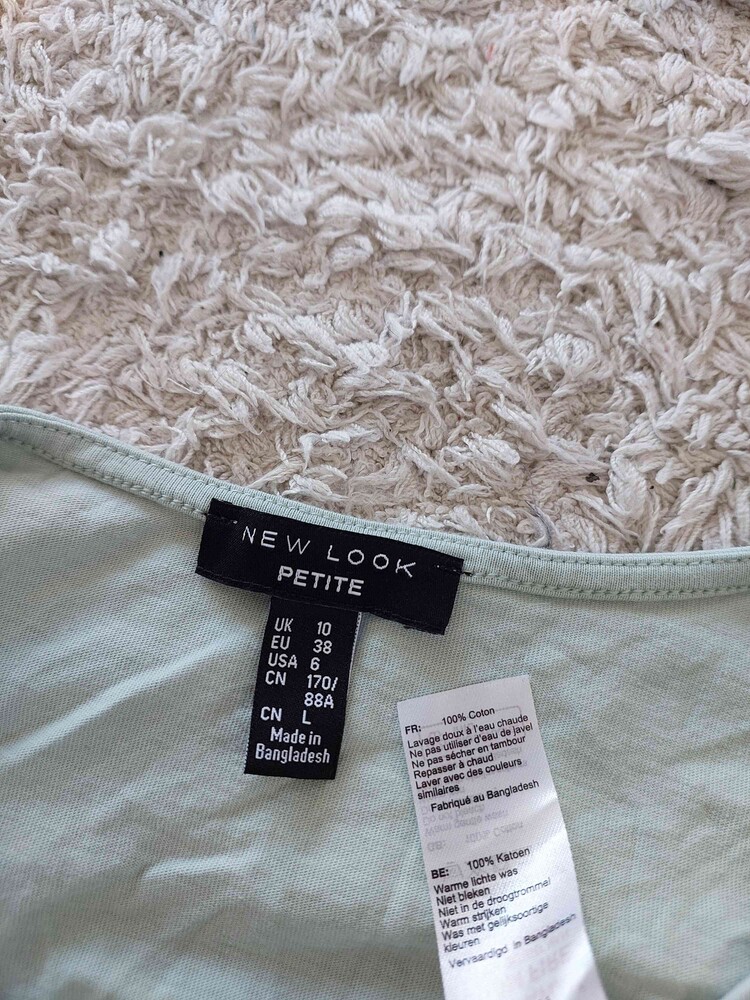 NEW LOOK
PETITE
UK 10
EU 38
USA 6
CN 170/
88A
CN L
Made in
Bangladesh
FR: 100% Coton
Lavage doux à l'eau chaude
Ne pas utiliser d'eau de javel
Ne pas sécher en tambour
Repasser à chaud
Laver avec des couleurs
similaires
Fabriqué au Bangladesh
BE: 100% Katoen
Warme lichte was
Niet bleken
Niet in de droogtrommel
Warm strijken
Was met gelijksoortige
kleuren
Vervaardigd in Bangladesh